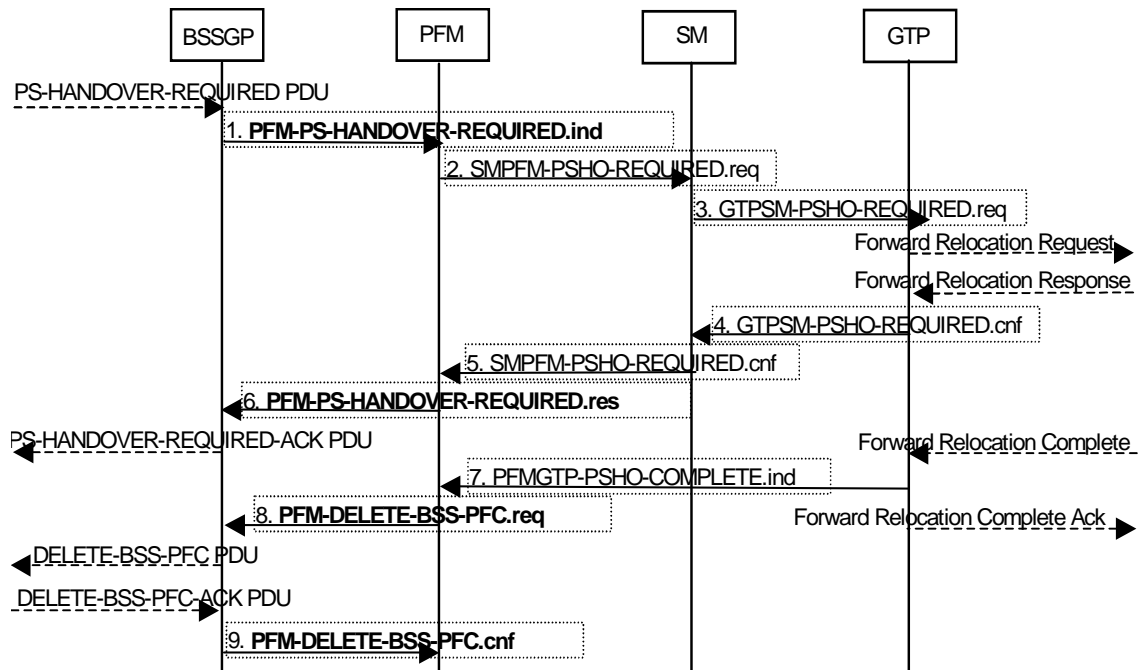 BSSGP
PFM
SM
GTP
PS-HANDOVER-REQUIRED PDU
1. PFM-PS-HANDOVER-REQUIRED.ind
2. SMPFM-PSHO-REQUIRED.req
3. GTPSM-PSHO-REQUIRED.req
Forward Relocation Request
Forward Relocation Response
4. GTPSM-PSHO-REQUIRED.cnf
5. SMPFM-PSHO-REQUIRED.cnf
6. PFM-PS-HANDOVER-REQUIRED.res
PS-HANDOVER-REQUIRED-ACK PDU
Forward Relocation Complete
7. PFMGTP-PSHO-COMPLETE.ind
8. PFM-DELETE-BSS-PFC.req
Forward Relocation Complete Ack
DELETE-BSS-PFC PDU
DELETE-BSS-PFC-ACK PDU
9. PFM-DELETE-BSS-PFC.cnf